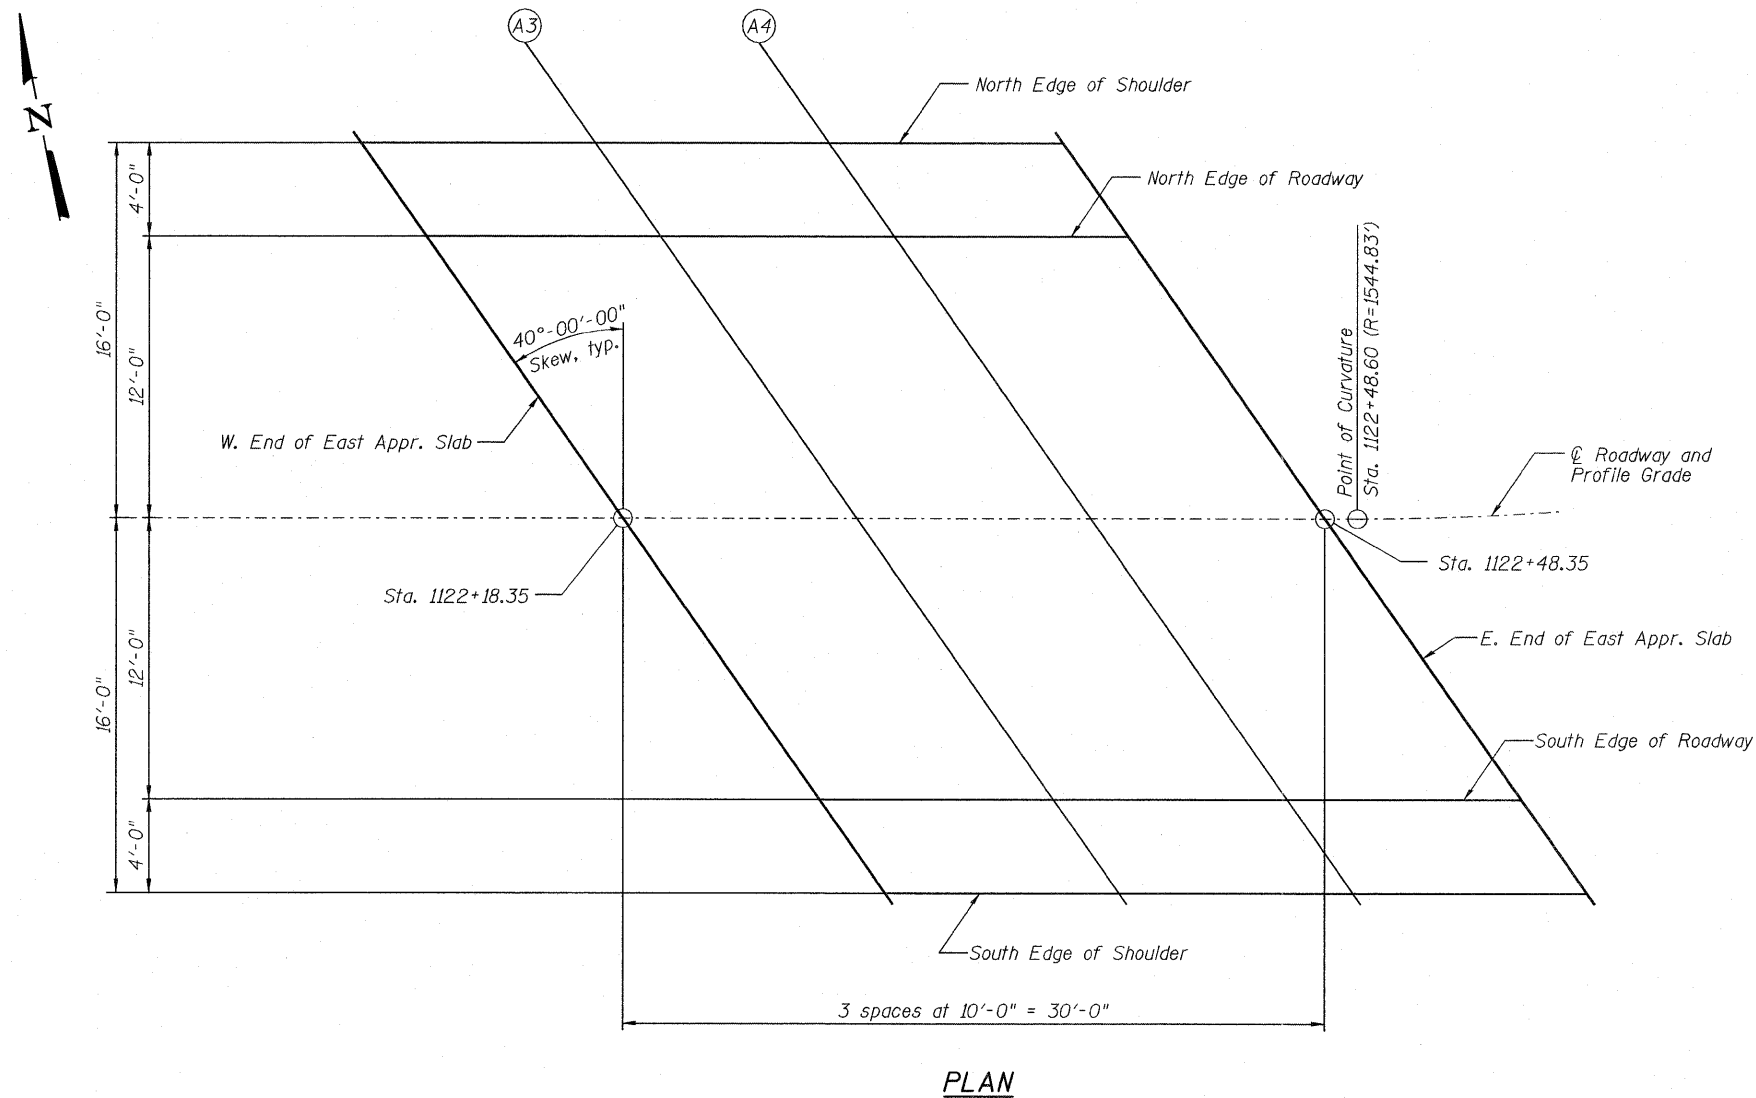 A3
A4
N
North Edge of Shoulder
North Edge of Roadway
4'-0"
16'-0"
12'-0"
40°-00'-00"
Skew, typ.
Point of Curvature
Sta. 1122+48.60 (R=1544.83')
W. End of East Appr. Slab
℄ Roadway and
Profile Grade
Sta. 1122+18.35
Sta. 1122+48.35
16'-0"
12'-0"
E. End of East Appr. Slab
South Edge of Roadway
4'-0"
South Edge of Shoulder
3 spaces at 10'-0" = 30'-0"
PLAN